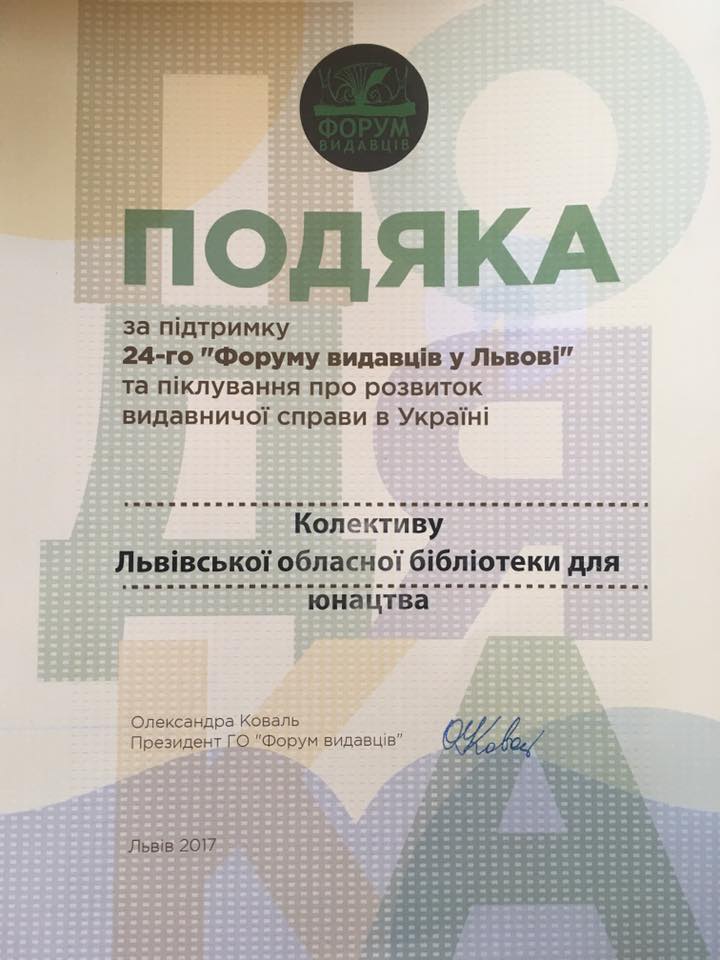 ФОРУМ
ВИДАВЦІВ
ПОДЯКА
за підтримку
24-го "Форуму видавців у Львові"
та піклування про розвиток
видавничої справи в Україні
Колективу
Львівської обласної бібліотеки для
юнацтва
Олександра Коваль
Президент ГО "Форум видавців"
ОКоваль
Львів 2017